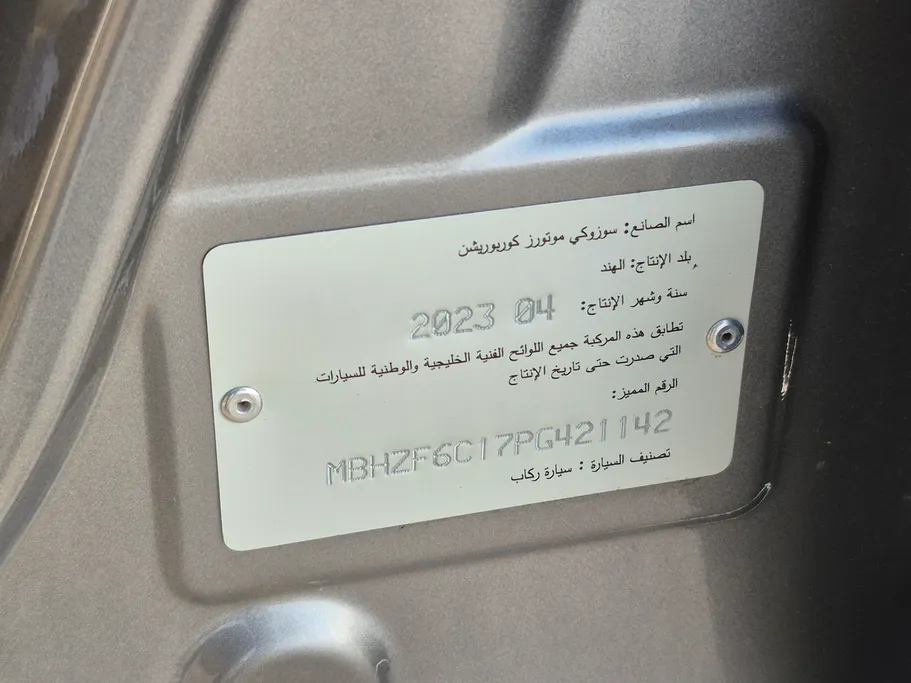 اسم الصانع: سوزوكي موتورز كوربوريشن
بلد الإنتاج: الهند
سنة وشهر الإنتاج: 2023 04
تطابق هذه المركبة جميع اللوائح الفنية الخليجية والوطنية للسيارات
التي صدرت حتى تاريخ الإنتاج
الرقم المميز:
MBHZF6C17PG421142
تصنيف السيارة : سيارة ركاب